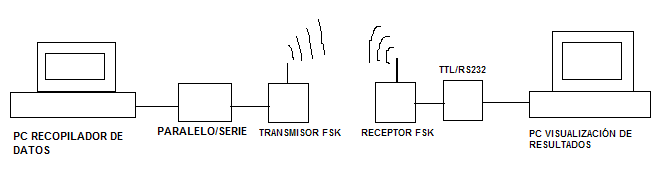 TTL/RS232
PC RECOPILADOR DE
DATOS
PARALELO/SERIE
TRANSMISOR FSK
RECEPTOR FSK
PC VISUALIZACIÓN DE
RESULTADOS